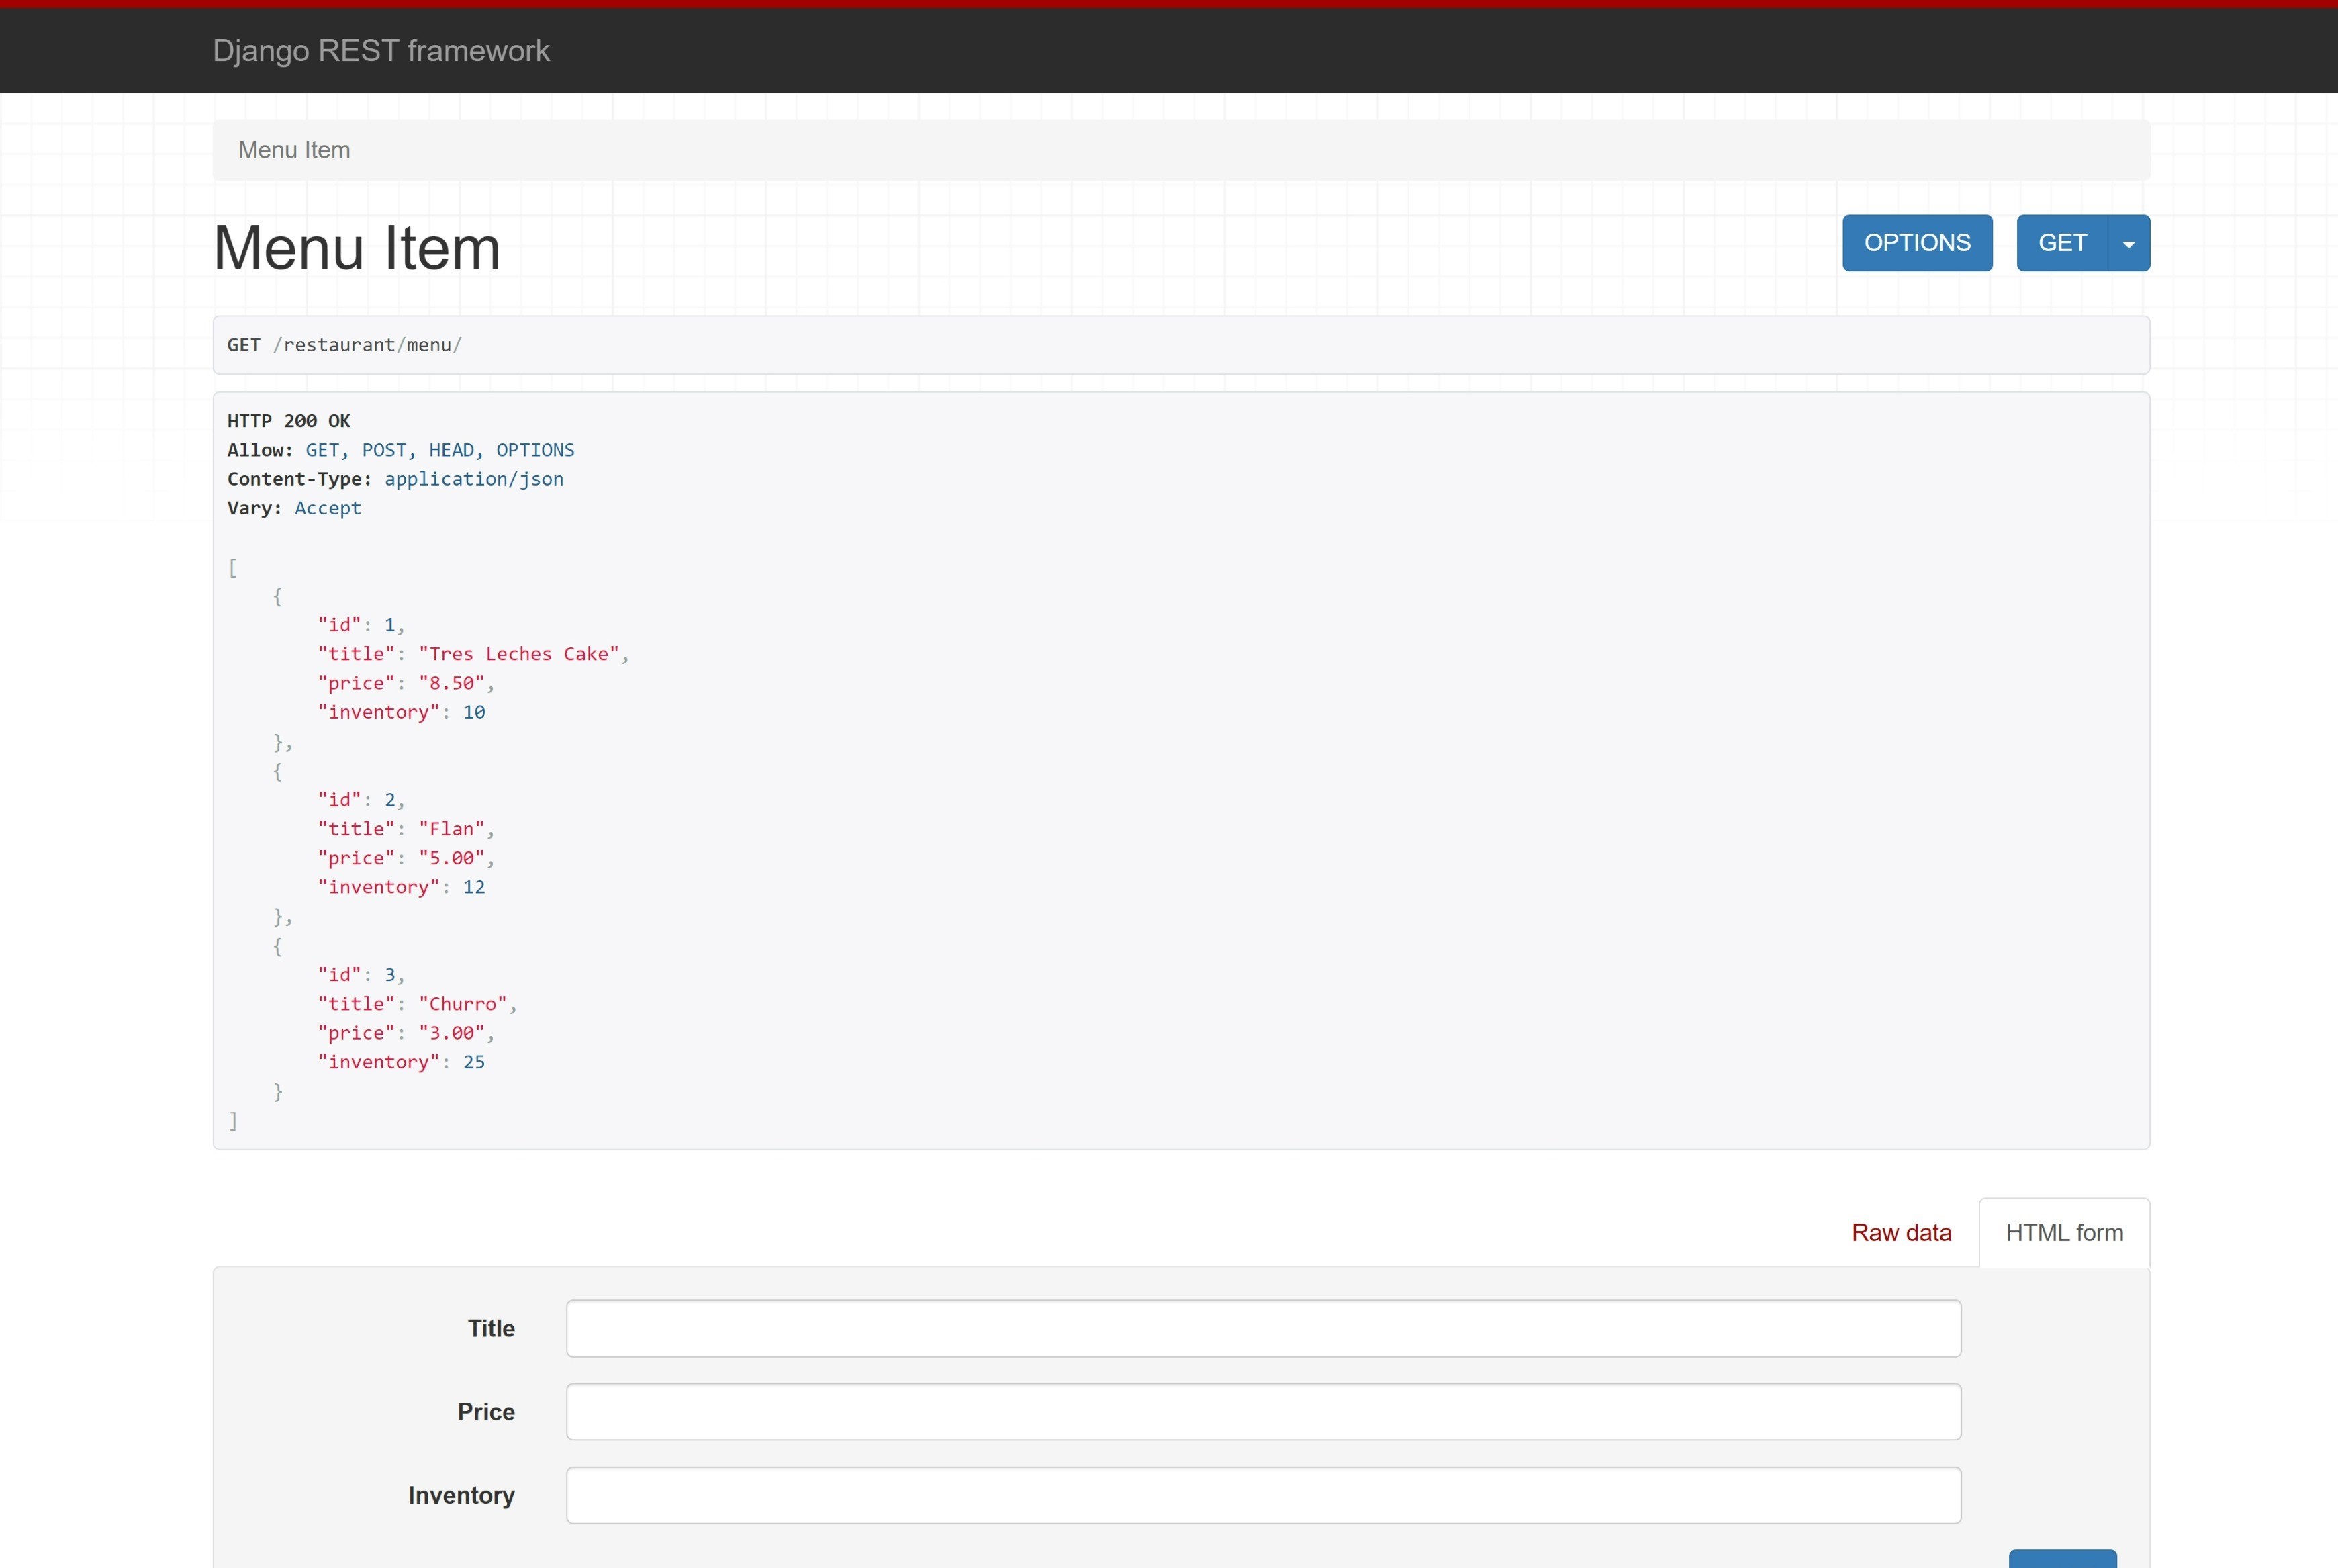 Django REST framework
Menu Item
Menu Item
OPTIONS
GET
GET /restaurant/menu/
HTTP 200 OK
Allow: GET, POST, HEAD, OPTIONS
Content-Type: application/json
Vary: Accept
[
    {
        "id": 1,
        "title": "Tres Leches Cake",
        "price": "8.50",
        "inventory": 10
    },
    {
        "id": 2,
        "title": "Flan",
        "price": "5.00",
        "inventory": 12
    },
    {
        "id": 3,
        "title": "Churro",
        "price": "3.00",
        "inventory": 25
    }
]
Raw data
HTML form
Title
Price
Inventory